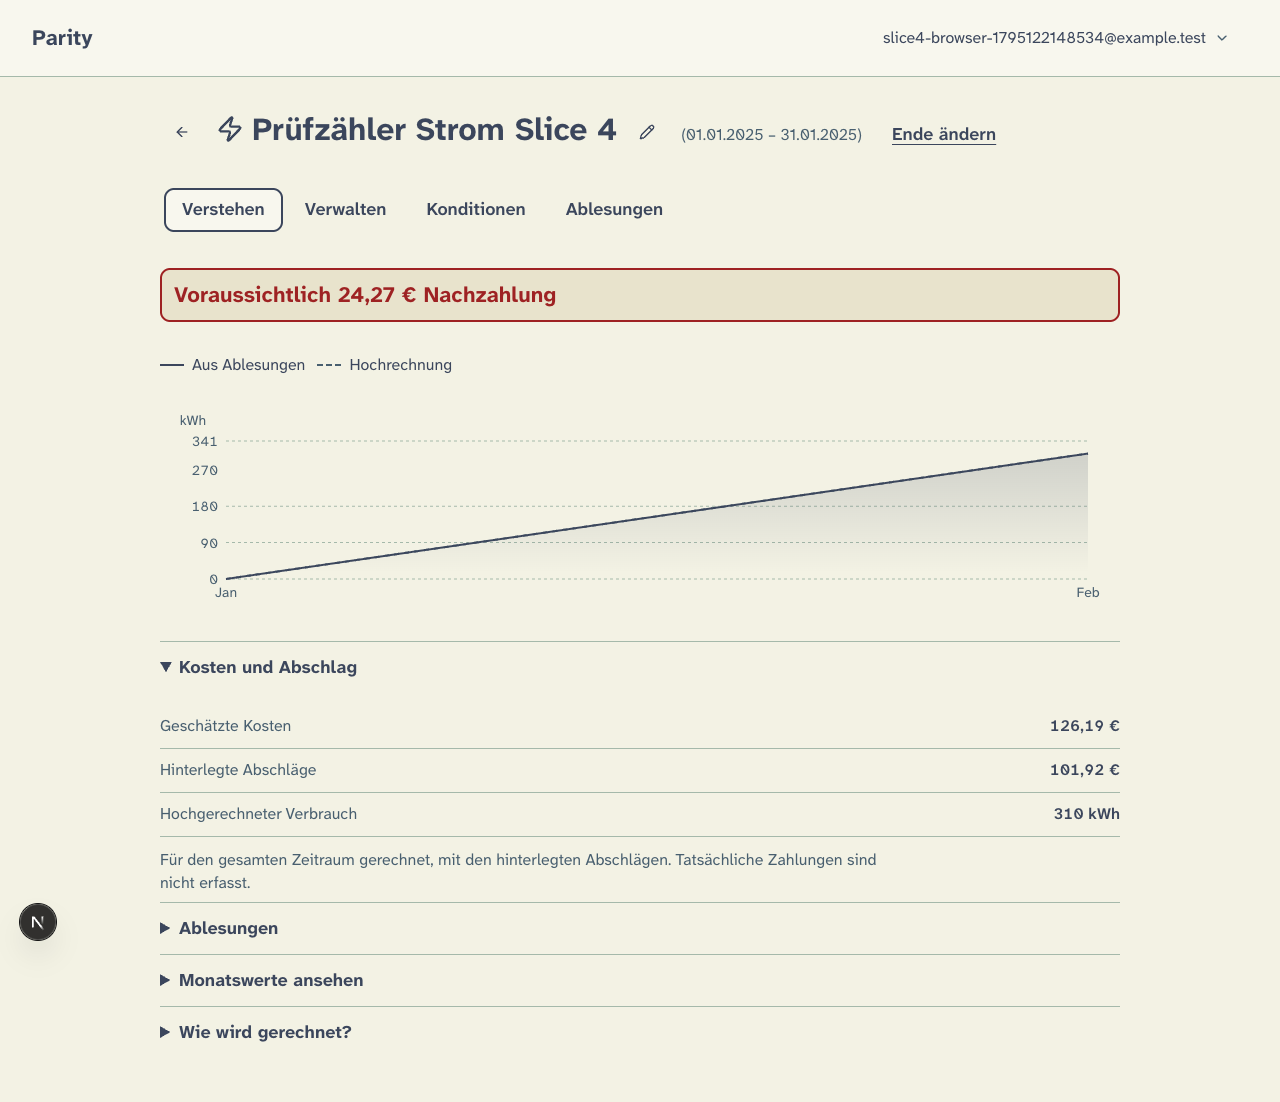 Parity
slice4-browser-1795122148534@example.test
Prüfzähler Strom Slice 4
(01.01.2025 – 31.01.2025)
Ende ändern
Verstehen
Verwalten
Konditionen
Ablesungen
Voraussichtlich 24,27 € Nachzahlung
Aus Ablesungen
Hochrechnung
kWh
341
270
180
90
0
Jan
Feb
Kosten und Abschlag
Geschätzte Kosten
126,19 €
Hinterlegte Abschläge
101,92 €
Hochgerechneter Verbrauch
310 kWh
Für den gesamten Zeitraum gerechnet, mit den hinterlegten Abschlägen. Tatsächliche Zahlungen sind
nicht erfasst.
N
Ablesungen
Monatswerte ansehen
Wie wird gerechnet?